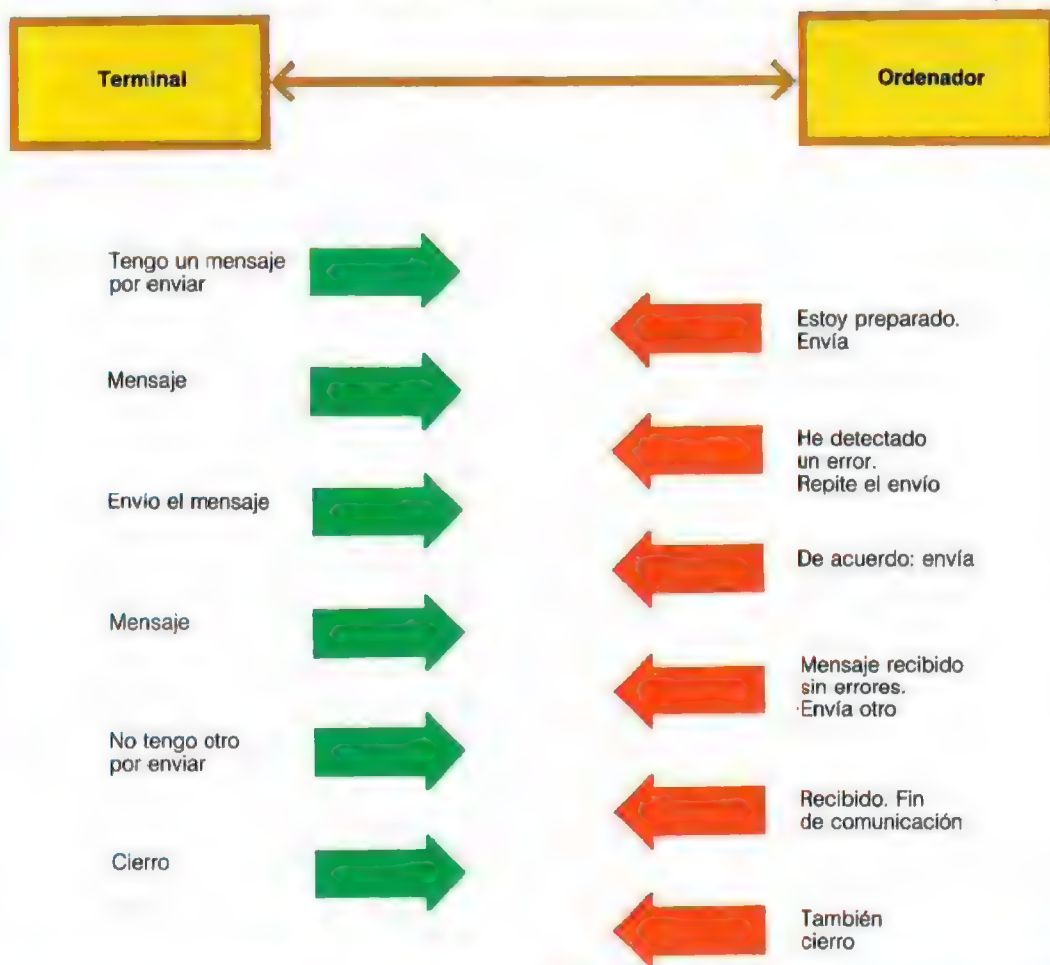 Terminal
Ordenador
Tengo un mensaje
por enviar
Estoy preparado.
Envía
Mensaje
He detectado
un error.
Repite el envío
Envío el mensaje
De acuerdo: envía
Mensaje
Mensaje recibido
sin errores.
Envía otro
No tengo otro
por enviar
Recibido. Fin
de comunicación
Cierro
También
cierro